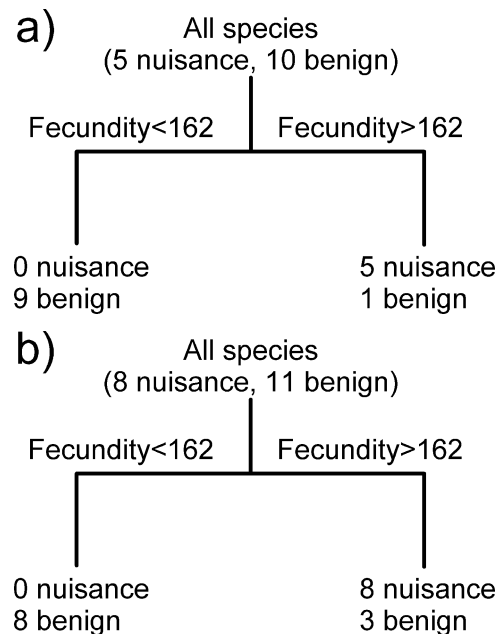 a)
All species
(5 nuisance, 10 benign)
Fecundity<162 Fecundity>162
0 nuisance 5 nuisance
9 benign 1 benign
b)
All species
(8 nuisance, 11 benign)
Fecundity<162 Fecundity>162
0 nuisance 8 nuisance
8 benign 3 benign